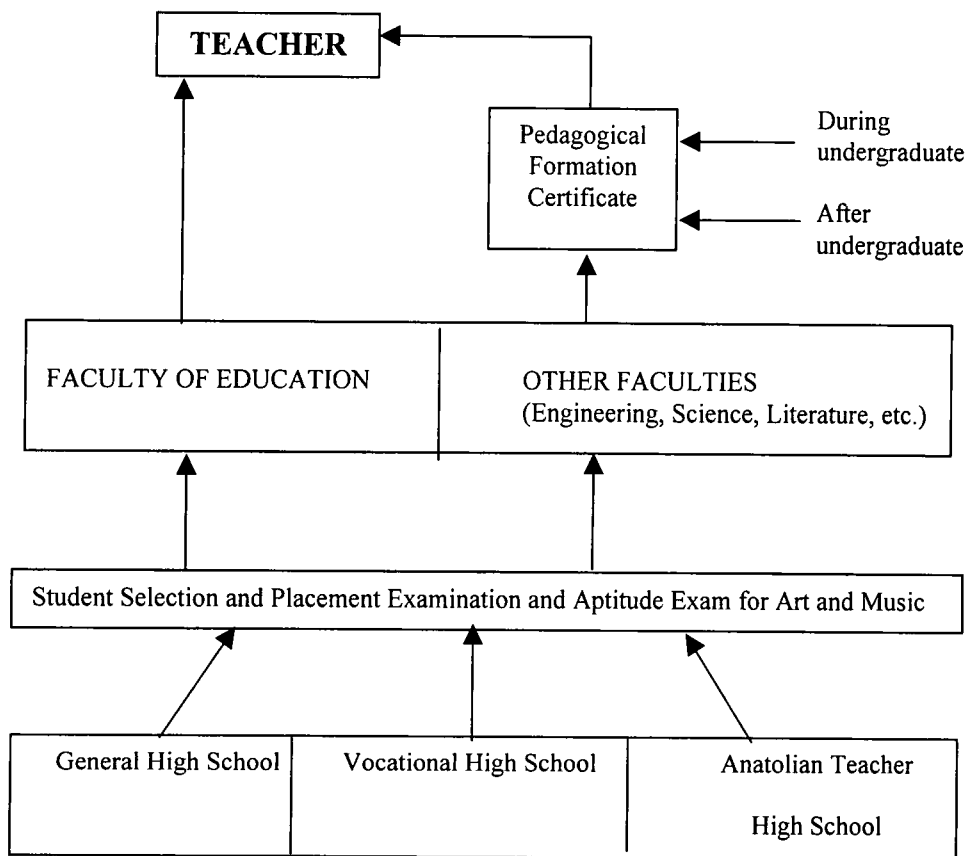 TEACHER
Pedagogical
Formation
Certificate
During
undergraduate
After
undergraduate
FACULTY OF EDUCATION
OTHER FACULTIES
(Engineering, Science, Literature, etc.)
Student Selection and Placement Examination and Aptitude Exam for Art and Music
General High School
Vocational High School
Anatolian Teacher
High School